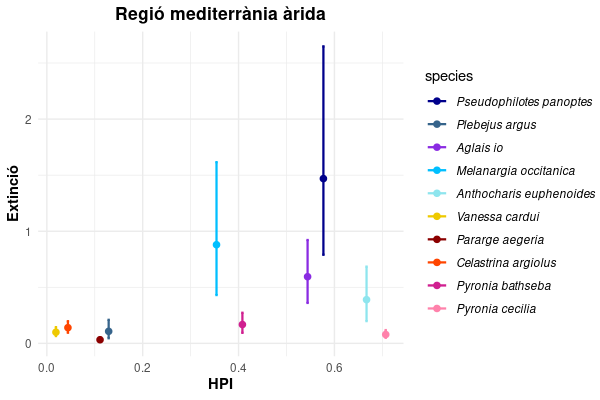 Regió mediterrània àrida
Extinció
2
1
0
0.0 0.2 0.4 0.6
HPI
species
Pseudophilotes panoptes
Plebejus argus
Aglais io
Melanargia occitanica
Anthocharis euphenoides
Vanessa cardui
Pararge aegeria
Celastrina argiolus
Pyronia bathseba
Pyronia cecilia